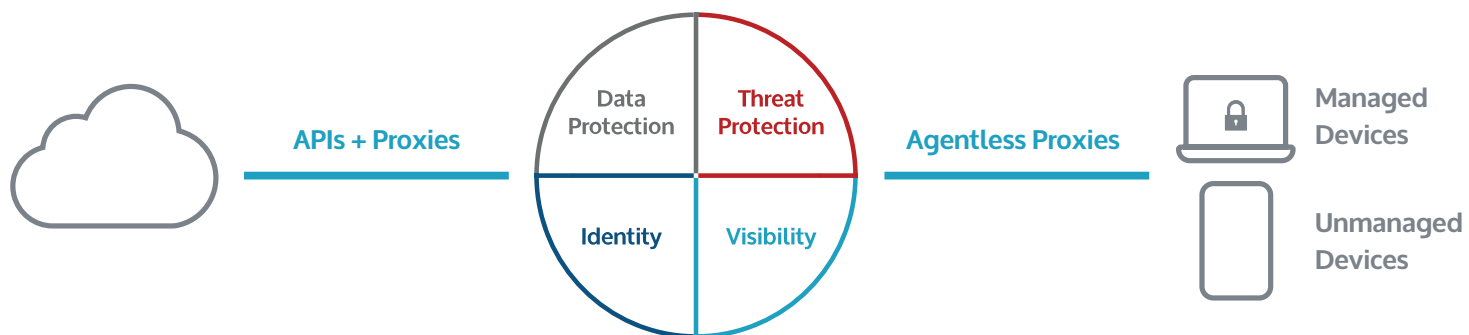 APIs + Proxies
Data
Protection
Threat
Protection
Identity
Visibility
Agentless Proxies
Managed
Devices
Unmanaged
Devices